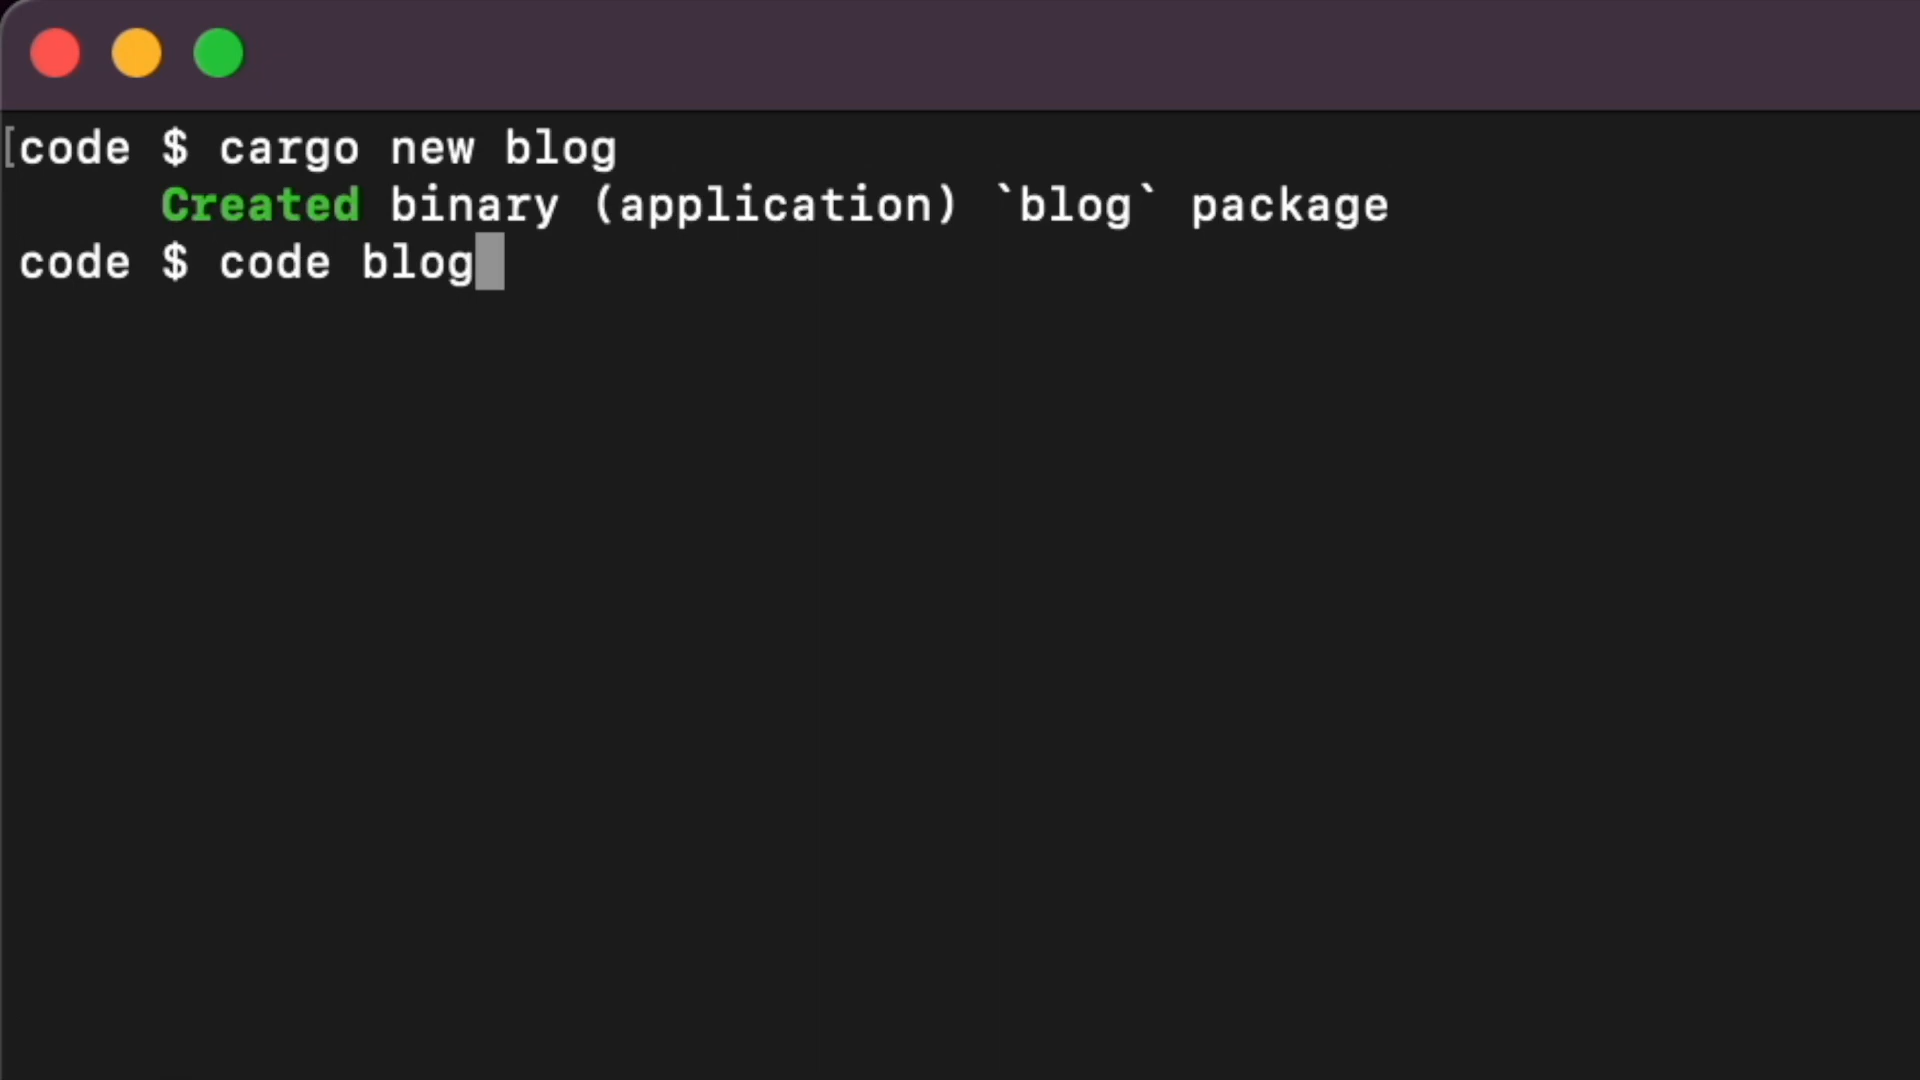 [code $ cargo new blog
Created binary (application) `blog` package
code $ code blog